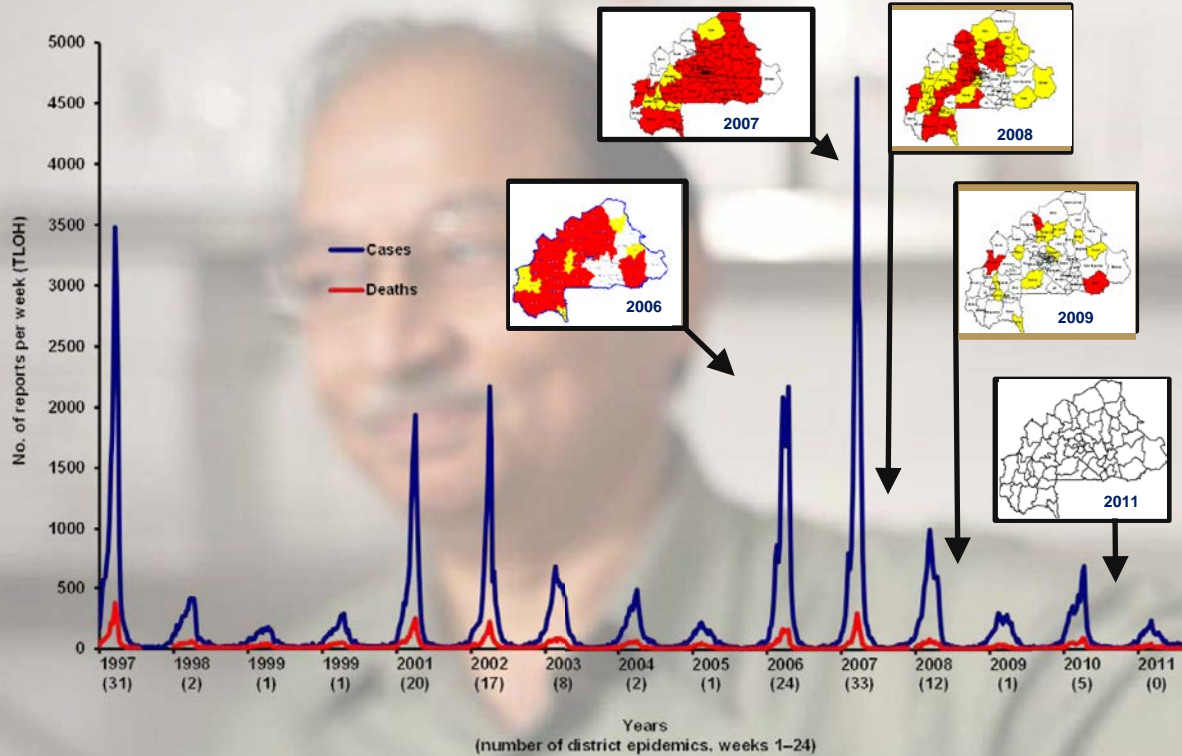 5000
4500
4000
3500
3000
2500
2000
1500
1000
500
0
No. of reports per week (TLOH)
Cases
Deaths
2007
2008
2006
2009
2011
1997 1998 1999 1999 2001 2002 2003 2004 2005 2006 2007 2008 2009 2010 2011
(31) (2) (1) (1) (20) (17) (8) (2) (1) (24) (33) (12) (1) (5) (0)
Years
(number of district epidemics, weeks 1–24)